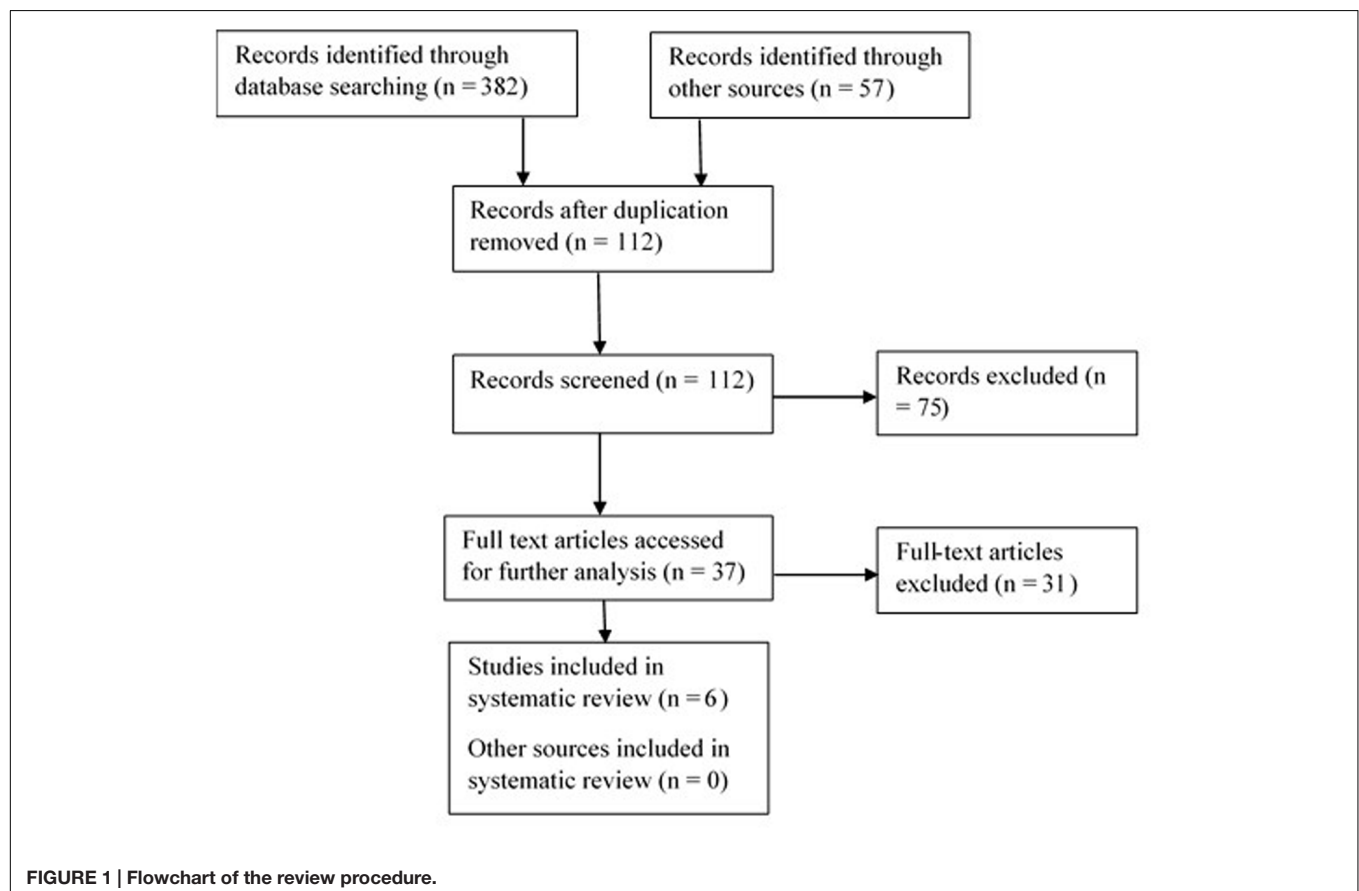 Records identified through
database searching (n = 382)
Records identified through
other sources (n = 57)
Records after duplication
removed (n = 112)
Records screened (n = 112)
Records excluded (n
= 75)
Full text articles accessed
for further analysis (n = 37)
Full-text articles
excluded (n = 31)
Studies included in
systematic review (n = 6)
Other sources included in
systematic review (n = 0)
FIGURE 1 | Flowchart of the review procedure.